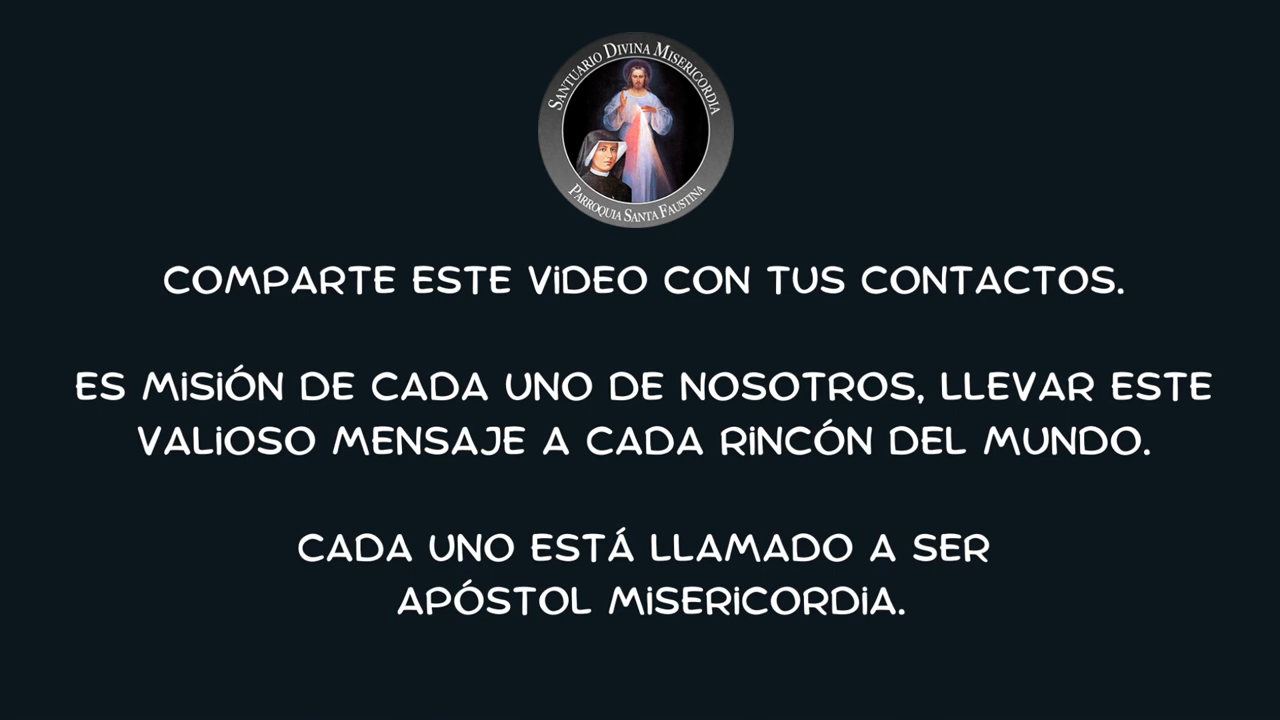 SANTUARIO DIVINA MISERICORDIA
PARROQUIA SANTA FAUSTINA
COMPARTE ESTE VIDEO CON TUS CONTACTOS.
ES MISIÓN DE CADA UNO DE NOSOTROS, LLEVAR ESTE
VALIOSO MENSAJE A CADA RINCÓN DEL MUNDO.
CADA UNO ESTÁ LLAMADO A SER
APÓSTOL MISERICORDIA.